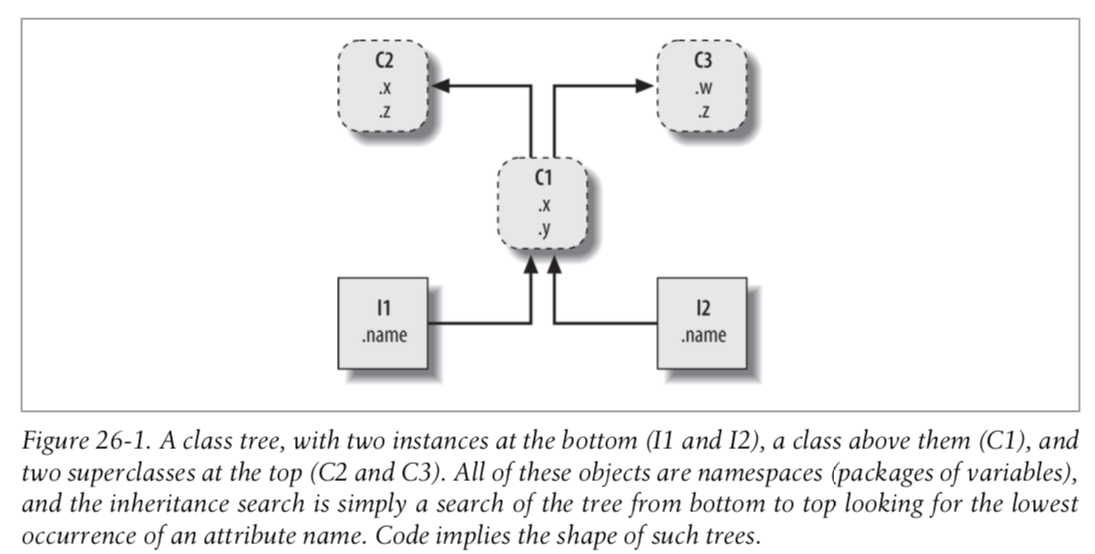 C2
.x
.z
C3
.w
.z
C1
.x
.y
I1
.name
I2
.name
Figure 26-1. A class tree, with two instances at the bottom (I1 and I2), a class above them (C1), and
two superclasses at the top (C2 and C3). All of these objects are namespaces (packages of variables),
and the inheritance search is simply a search of the tree from bottom to top looking for the lowest
occurrence of an attribute name. Code implies the shape of such trees.